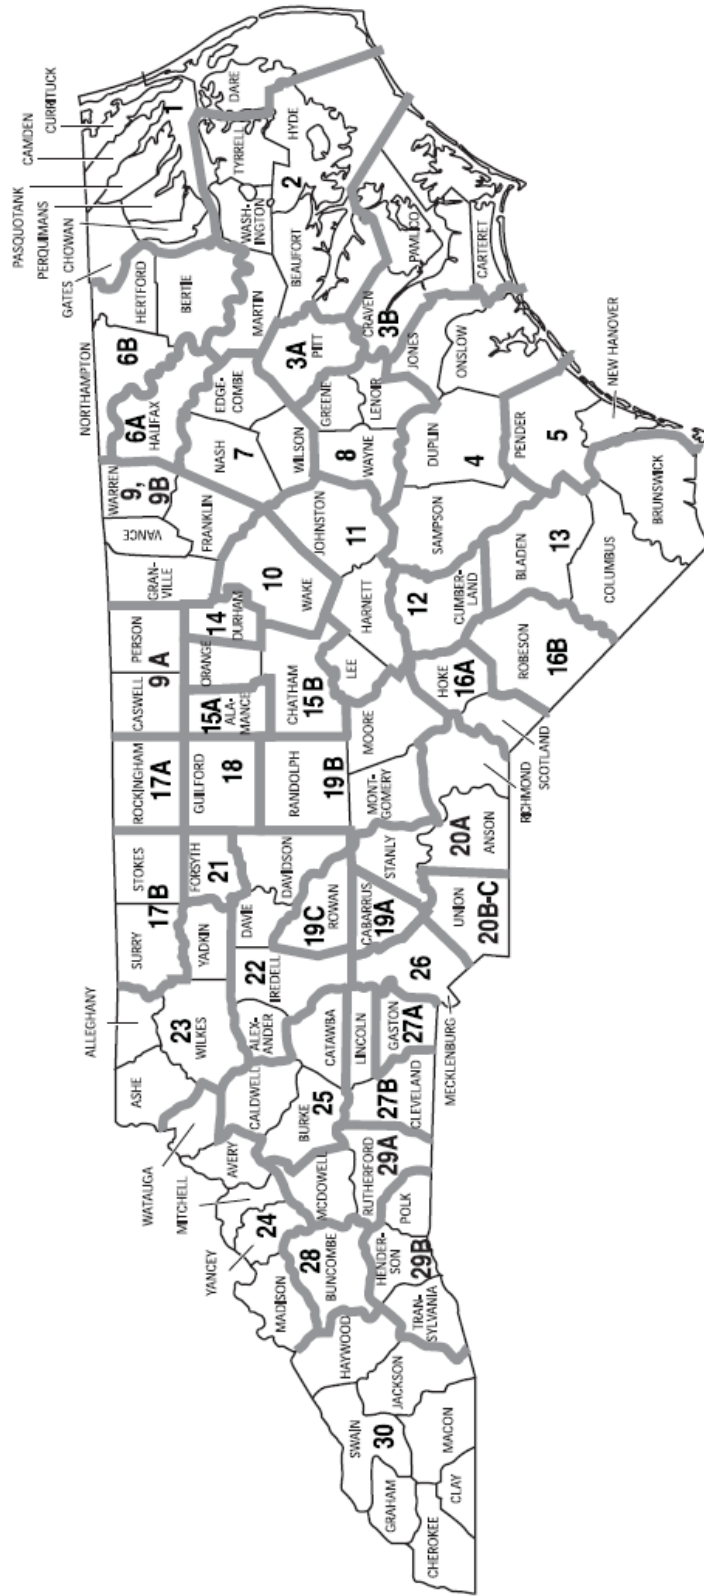 ALLEGHANY
ASHE
WATAUGA
MITCHELL
YANCEY
SURRY
STOKES
17B
ROCKINGHAM
17A
CASWELL
PERSON
9A
GRAN-
VILLE
VANCE
WARREN
9,
9B
NORTHAMPTON
6B
6A
HALIFAX
HERTFORD
BERTIE
GATES
CHOWAN
PERQUIMANS
PASQUOTANK
CAMDEN
CURRITUCK
1
23
WILKES
YADKIN
FORSYTH
21
GUILFORD
18
15A
ALA-
MANCE
ORANGE
14
DURHAM
FRANKLIN
NASH
7
EDGE-
COMBE
MARTIN
WASH-
INGTON
TYRRELL
DARE
AVERY
CALDWELL
ALEX-
ANDER
22
IREDELL
DAVIE
DAVIDSON
RANDOLPH
19B
CHATHAM
15B
10
WAKE
WILSON
3A
PITT
BEAUFORT
2
HYDE
24
MADISON
28
BUNCOMBE
MCDOWELL
BURKE
25
CATAWBA
19C
ROWAN
LEE
HARNETT
JOHNSTON
11
8
WAYNE
GREENE
LENOIR
CRAVEN
3B
PAMLICO
HAYWOOD
SWAIN
30
GRAHAM
CHEROKEE
CLAY
MACON
JACKSON
TRAN-
SYLVANIA
HENDER-
SON
29B
POLK
RUTHERFORD
29A
27B
CLEVELAND
LINCOLN
GASTON
27A
MECKLENBURG
26
CABARRUS
19A
STANLY
MONT-
GOMERY
MOORE
UNION
20B-C
20A
ANSON
RICHMOND
SCOTLAND
HOKE
16A
12
CUMBER-
LAND
SAMPSON
DUPLIN
4
JONES
ONSLOW
CARTERET
ROBESON
16B
BLADEN
13
COLUMBUS
BRUNSWICK
PENDER
5
NEW HANOVER